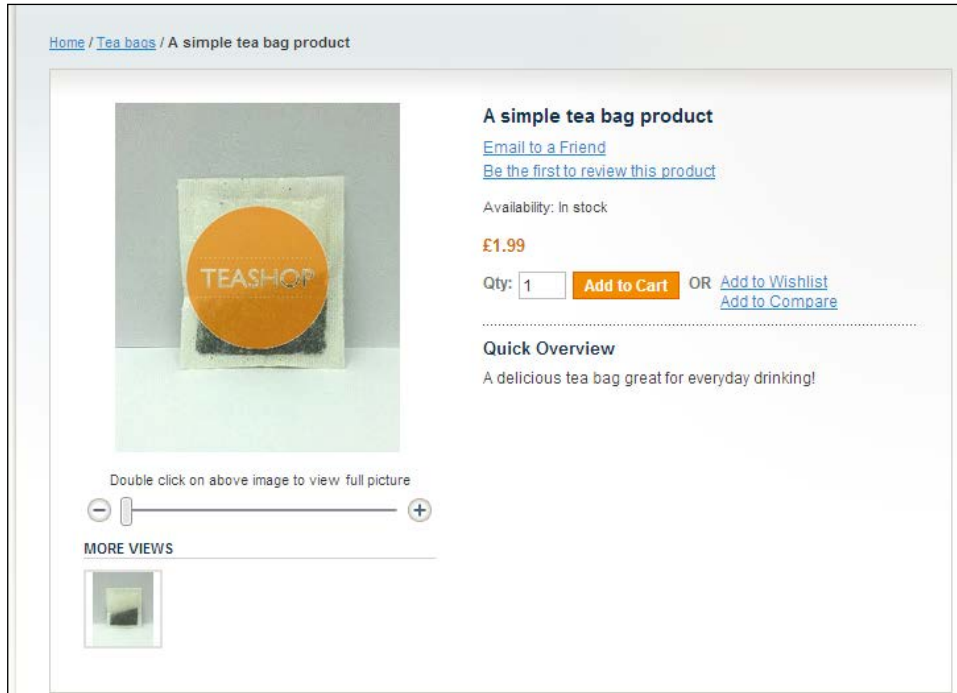 Home / Tea bags / A simple tea bag product
TEASHOP
Double click on above image to view full picture
MORE VIEWS
A simple tea bag product
Email to a Friend
Be the first to review this product
Availability: In stock
£1.99
Qty: 1 Add to Cart OR Add to Wishlist
Add to Compare
Quick Overview
A delicious tea bag great for everyday drinking!